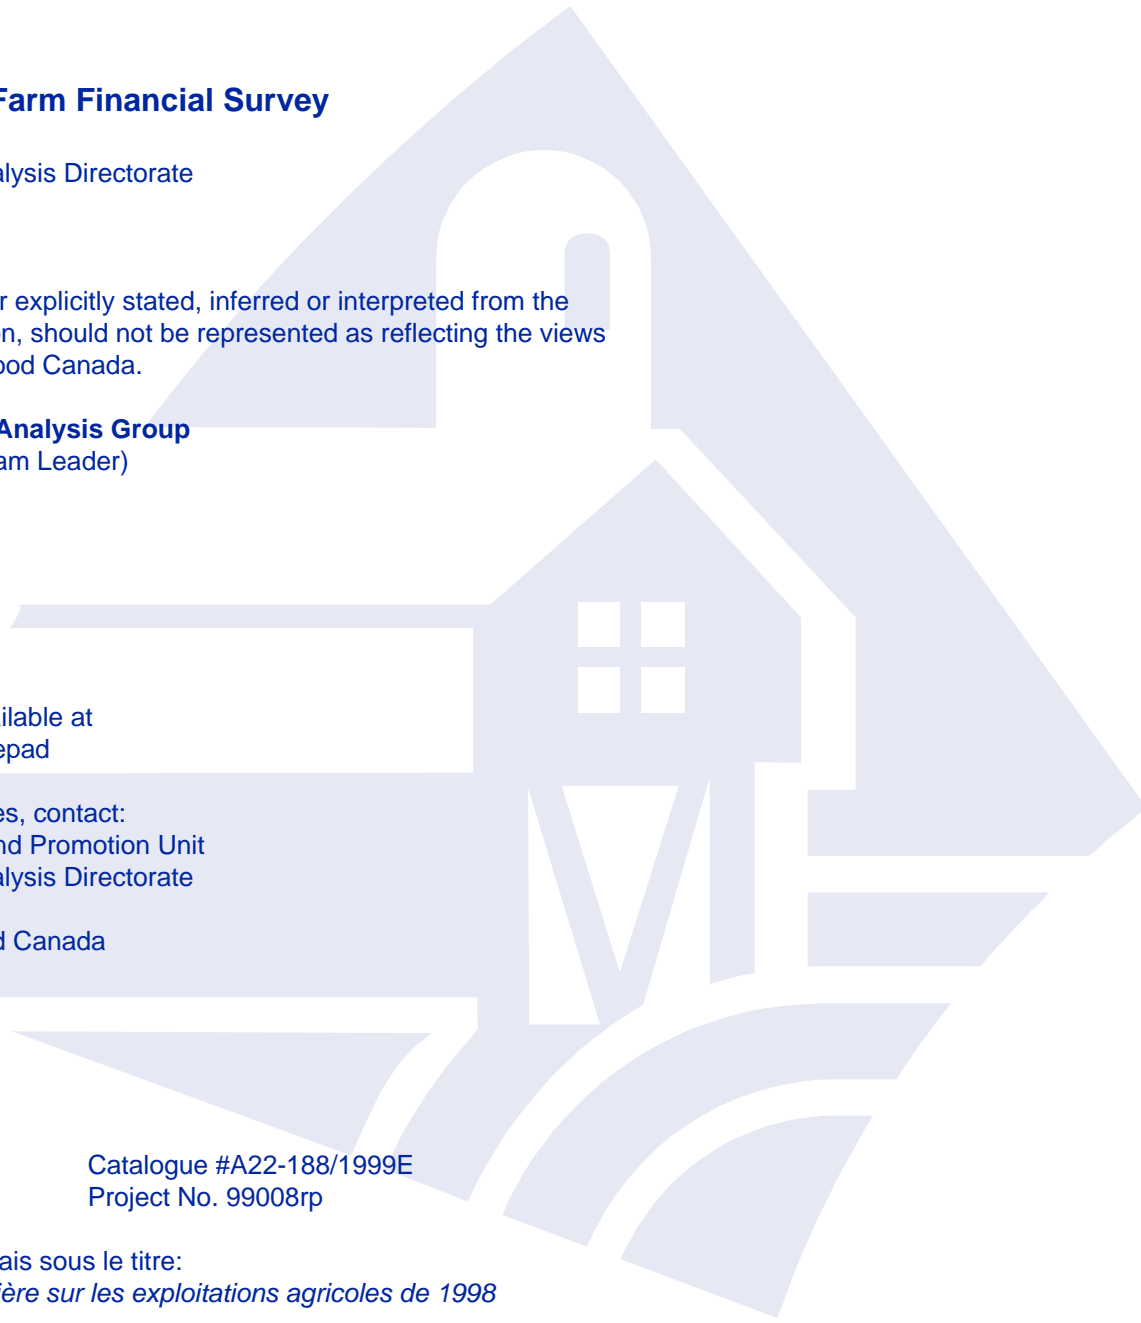 Farm Financial Survey
alysis Directorate
r explicitly stated, inferred or interpreted from the
on, should not be represented as reflecting the views
ood Canada.
Analysis Group
am Leader)
ilable at
epad
es, contact:
nd Promotion Unit
alysis Directorate
d Canada
Catalogue #A22-188/1999E
Project No. 99008rp
ais sous le titre:
ière sur les exploitations agricoles de 1998